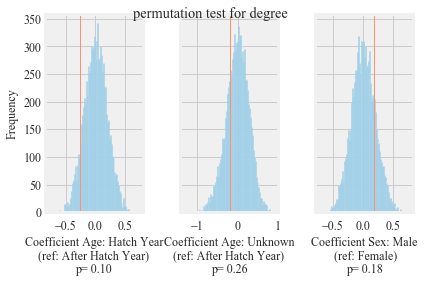 permutation test for degree
Frequency
350
300
250
200
150
100
50
0
−0.5 0.0 0.5
−1 0 1
−0.5 0.0 0.5
Coefficient Age: Hatch Year
(ref: After Hatch Year)
p= 0.10
Coefficient Age: Unknown
(ref: After Hatch Year)
p= 0.26
Coefficient Sex: Male
(ref: Female)
p= 0.18